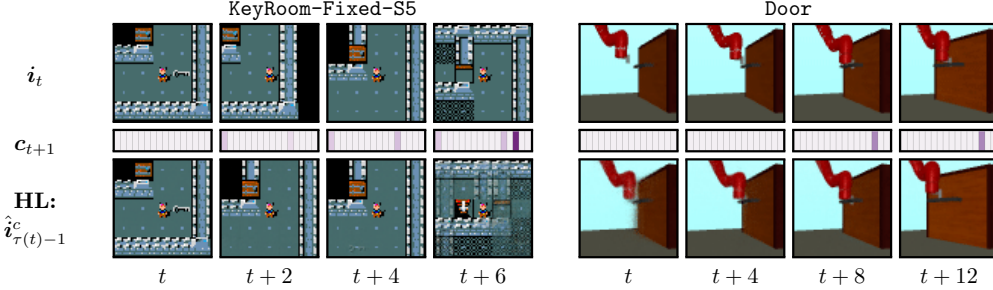 KeyRoom-Fixed-S5 Door
i_t
c_{t+1}
HL:
î^c_{τ(t)−1}
t t + 2 t + 4 t + 6 t t + 4 t + 8 t + 12